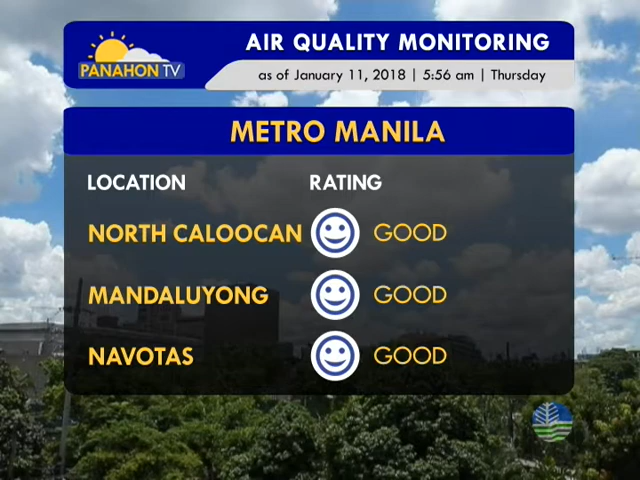 PANAHON TV
AIR QUALITY MONITORING
as of January 11, 2018 | 5:56 am | Thursday
METRO MANILA
LOCATION RATING
NORTH CALOOCAN GOOD
MANDALUYONG GOOD
NAVOTAS GOOD